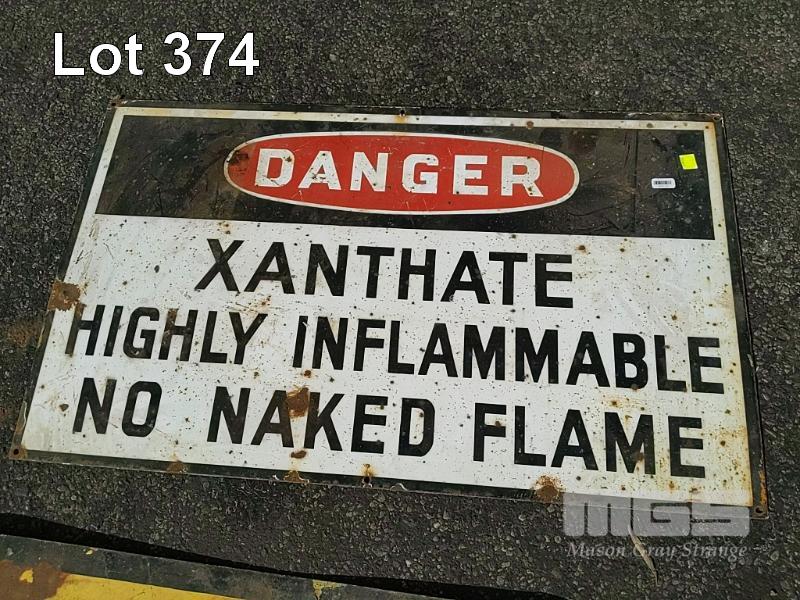 Lot 374
DANGER
XANTHATE
HIGHLY INFLAMMABLE
NO NAKED FLAME
MGS
Mason Gray Strange